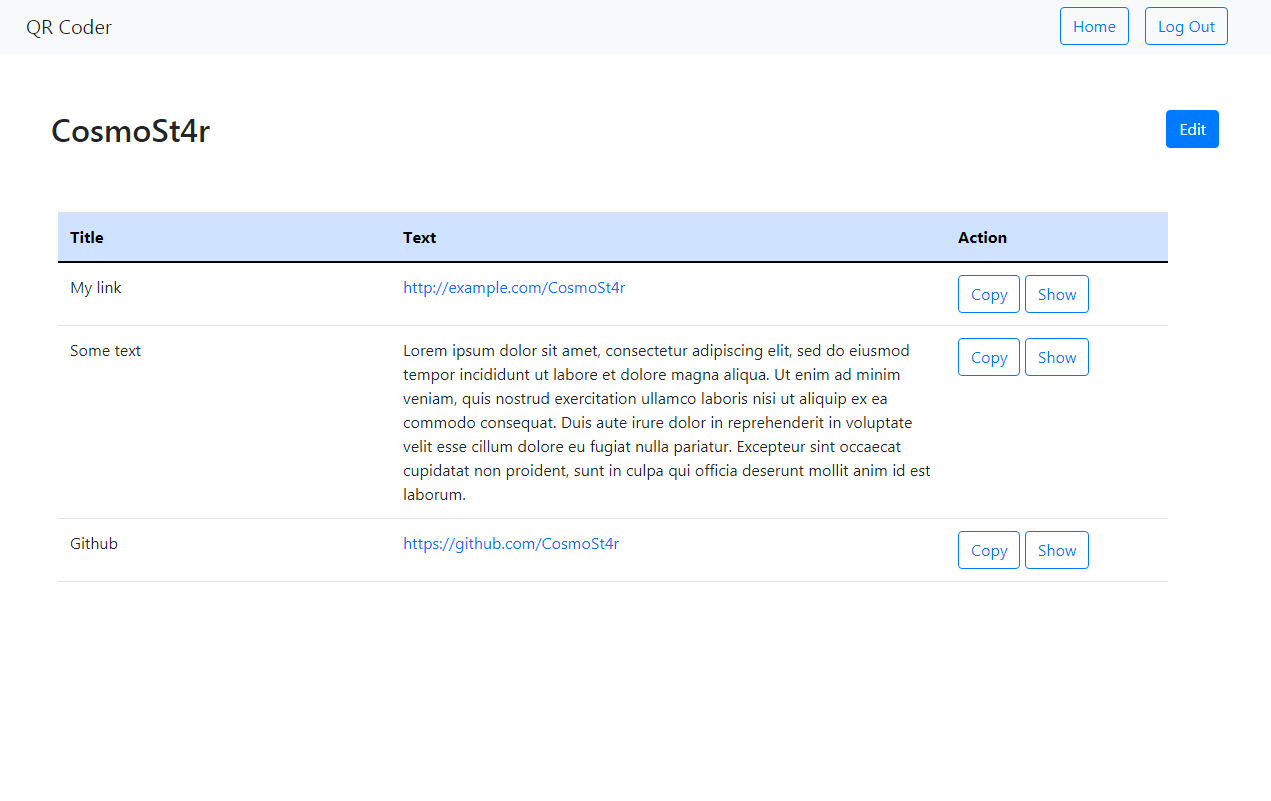 QR Coder Home Log Out
CosmoSt4r Edit
Title Text Action
My link http://example.com/CosmoSt4r Copy Show
Some text Lorem ipsum dolor sit amet, consectetur adipiscing elit, sed do eiusmod Copy Show
tempor incididunt ut labore et dolore magna aliqua. Ut enim ad minim
veniam, quis nostrud exercitation ullamco laboris nisi ut aliquip ex ea
commodo consequat. Duis aute irure dolor in reprehenderit in voluptate
velit esse cillum dolore eu fugiat nulla pariatur. Excepteur sint occaecat
cupidatat non proident, sunt in culpa qui officia deserunt mollit anim id est
laborum.
Github https://github.com/CosmoSt4r Copy Show